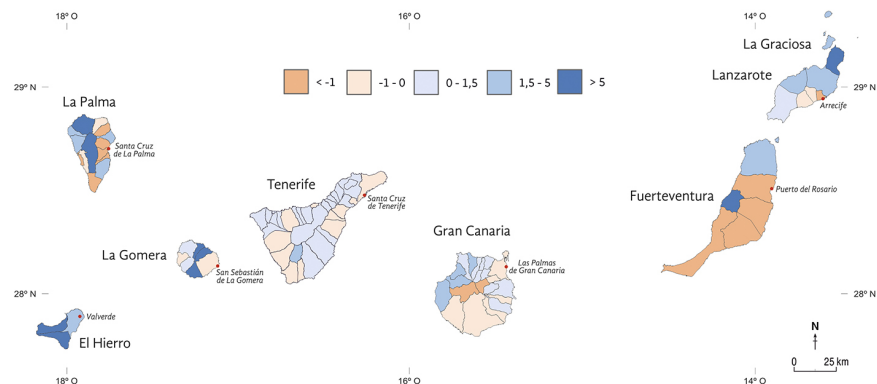 18° O
16° O
14° O
La Graciosa
29° N
< -1
-1 - 0
0 - 1,5
1,5 - 5
> 5
Lanzarote
29° N
La Palma
Arrecife
Santa Cruz
de La Palma
Tenerife
Puerto del Rosario
Fuerteventura
Santa Cruz
de Tenerife
Gran Canaria
La Gomera
Las Palmas
de Gran Canaria
San Sebastián
de La Gomera
28° N
28° N
Valverde
El Hierro
N
0
25 km
18° O
16° O
14° O